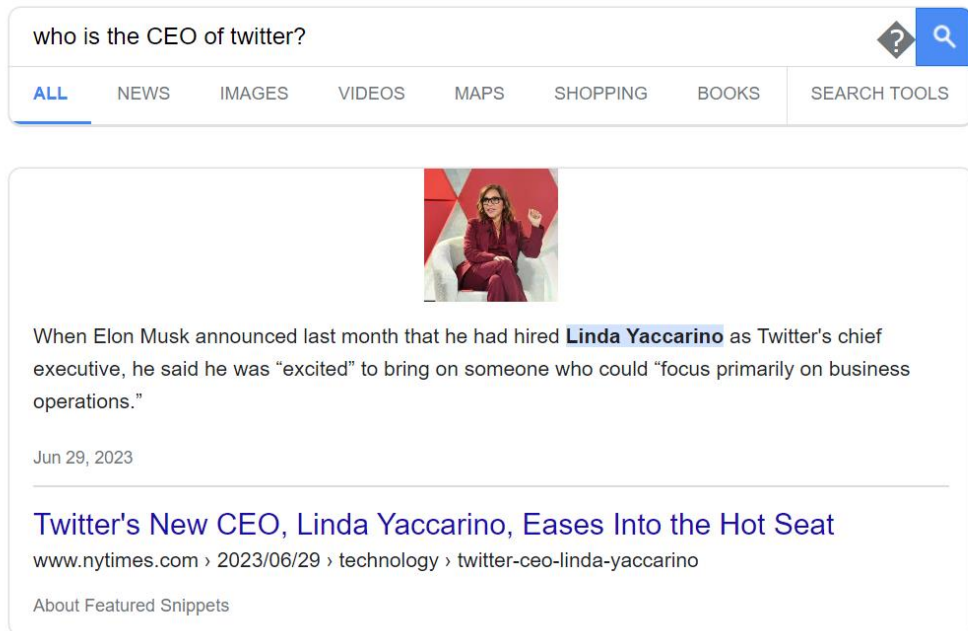 who is the CEO of twitter?
ALL NEWS IMAGES VIDEOS MAPS SHOPPING BOOKS SEARCH TOOLS
When Elon Musk announced last month that he had hired Linda Yaccarino as Twitter's chief
executive, he said he was “excited” to bring on someone who could “focus primarily on business
operations.”
Jun 29, 2023
Twitter's New CEO, Linda Yaccarino, Eases Into the Hot Seat
www.nytimes.com › 2023/06/29 › technology › twitter-ceo-linda-yaccarino
About Featured Snippets